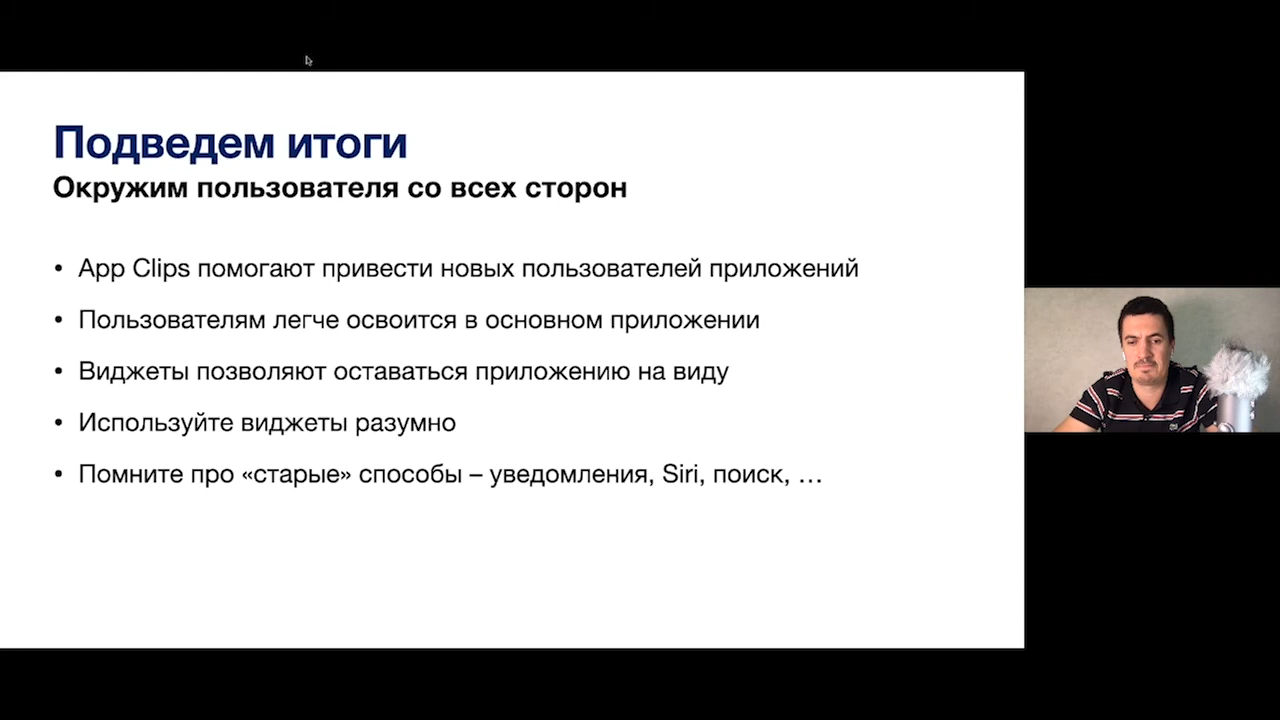 Подведем итоги
Окружим пользователя со всех сторон
• App Clips помогают привести новых пользователей приложений
• Пользователям легче освоится в основном приложении
• Виджеты позволяют оставаться приложению на виду
• Используйте виджеты разумно
• Помните про «старые» способы – уведомления, Siri, поиск, …